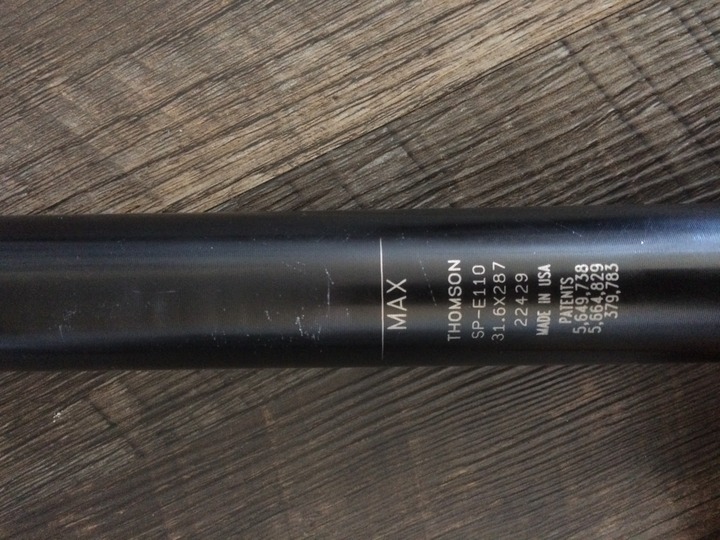 MAX
THOMSON
SP-E110
31.6X287
22429
MADE IN USA
PATENTS
5,649,738
5,664,829
379,783